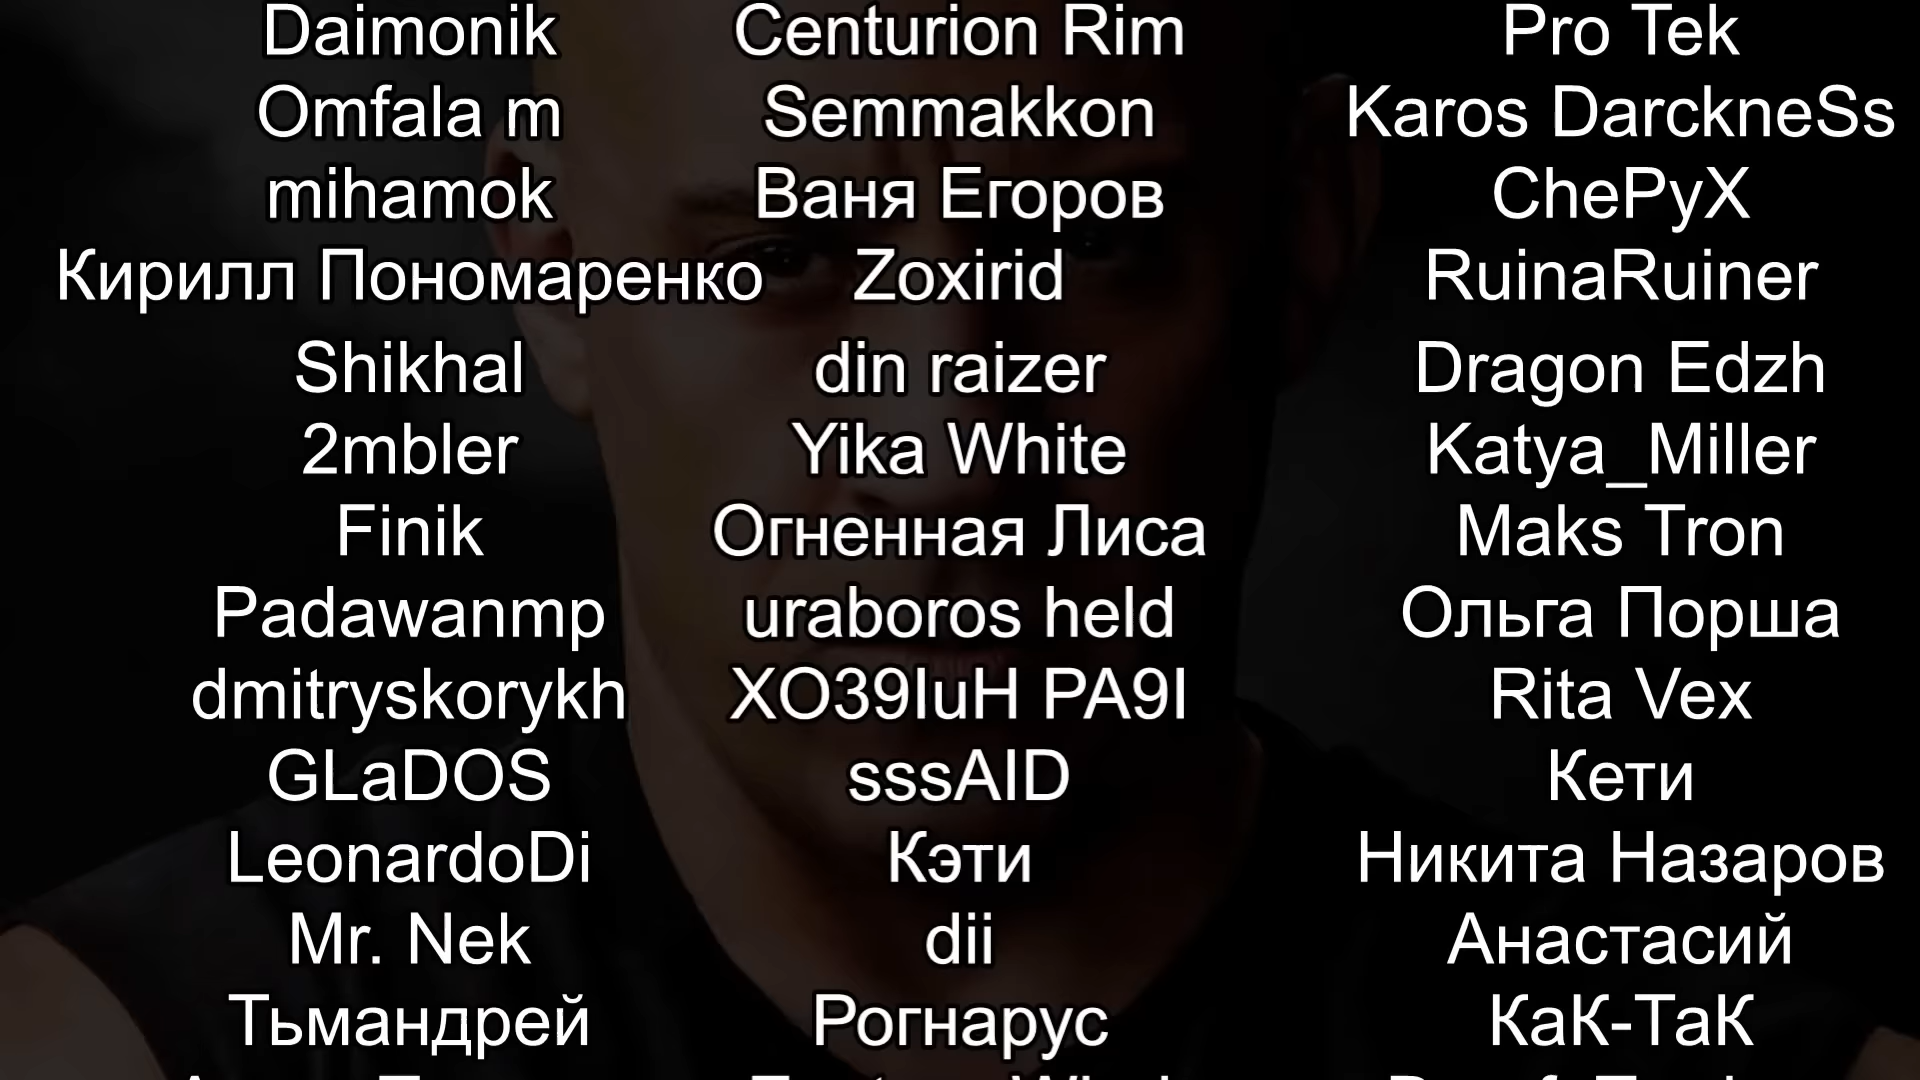 Daimonik Centurion Rim Pro Tek
Omfala m Semmakkon Karos DarckneSs
mihamok Ваня Егоров ChePyX
Кирилл Пономаренко Zoxirid RuinaRuiner
Shikhal din raizer Dragon Edzh
2mbler Yika White Katya_Miller
Finik Огненная Лиса Maks Tron
Padawanmp uraboros held Ольга Порша
dmitryskorykh XO39IuH PA9I Rita Vex
GLaDOS sssAID Кети
LeonardoDi Кэти Никита Назаров
Mr. Nek dii Анастасий
Тьмандрей Рогнарус КаК-ТаК